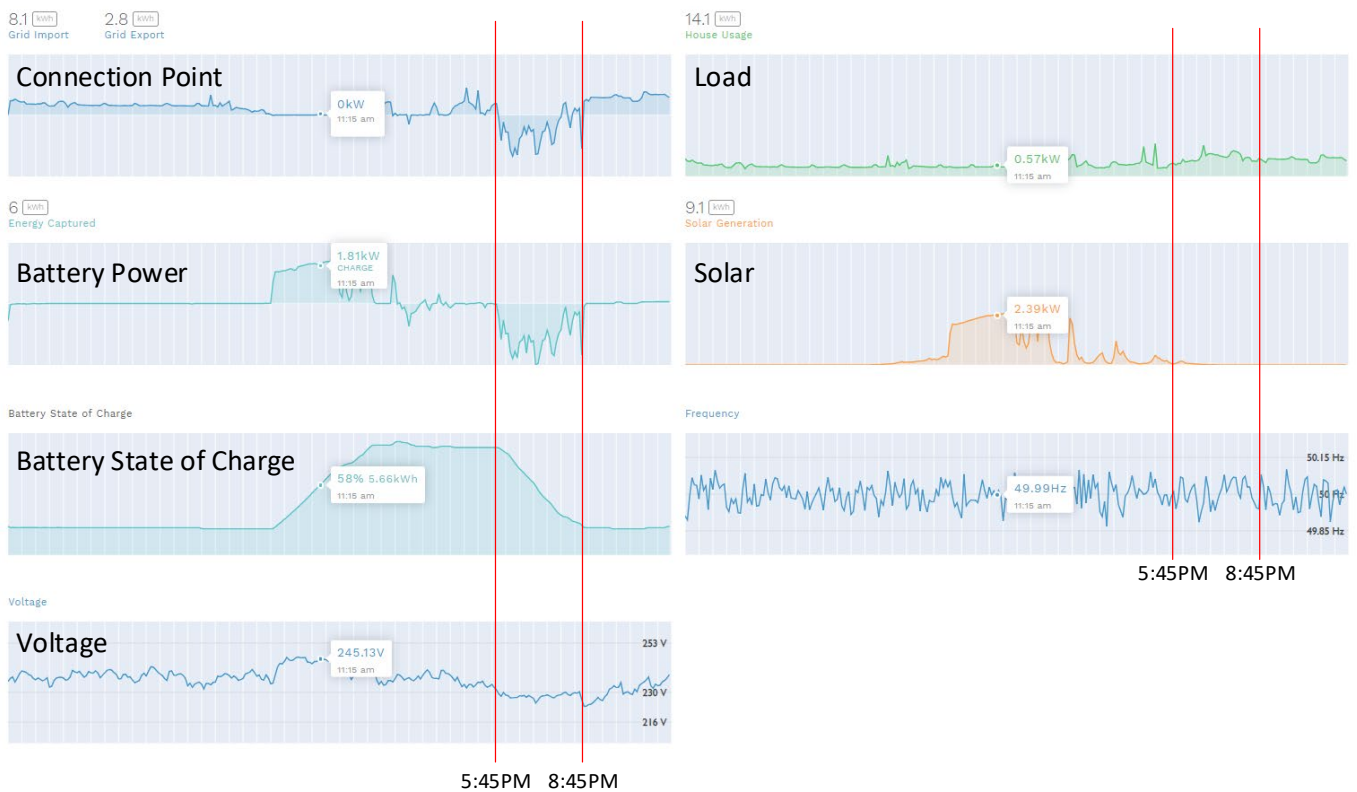 8.1 kWh 2.8 kWh
Grid Import Grid Export
Connection Point
0kW
11:15 am
6 kWh
Energy Captured
Battery Power
1.81kW
CHARGE
11:15 am
Battery State of Charge
Battery State of Charge
58% 5.66kWh
11:15 am
Voltage
Voltage
245.13V
11:15 am
253 V
230 V
216 V
5:45PM 8:45PM
14.1 kWh
House Usage
Load
0.57kW
11:15 am
9.1 kWh
Solar Generation
Solar
2.39kW
11:15 am
Frequency
49.99Hz
11:15 am
50.15 Hz
50 Hz
49.85 Hz
5:45PM 8:45PM